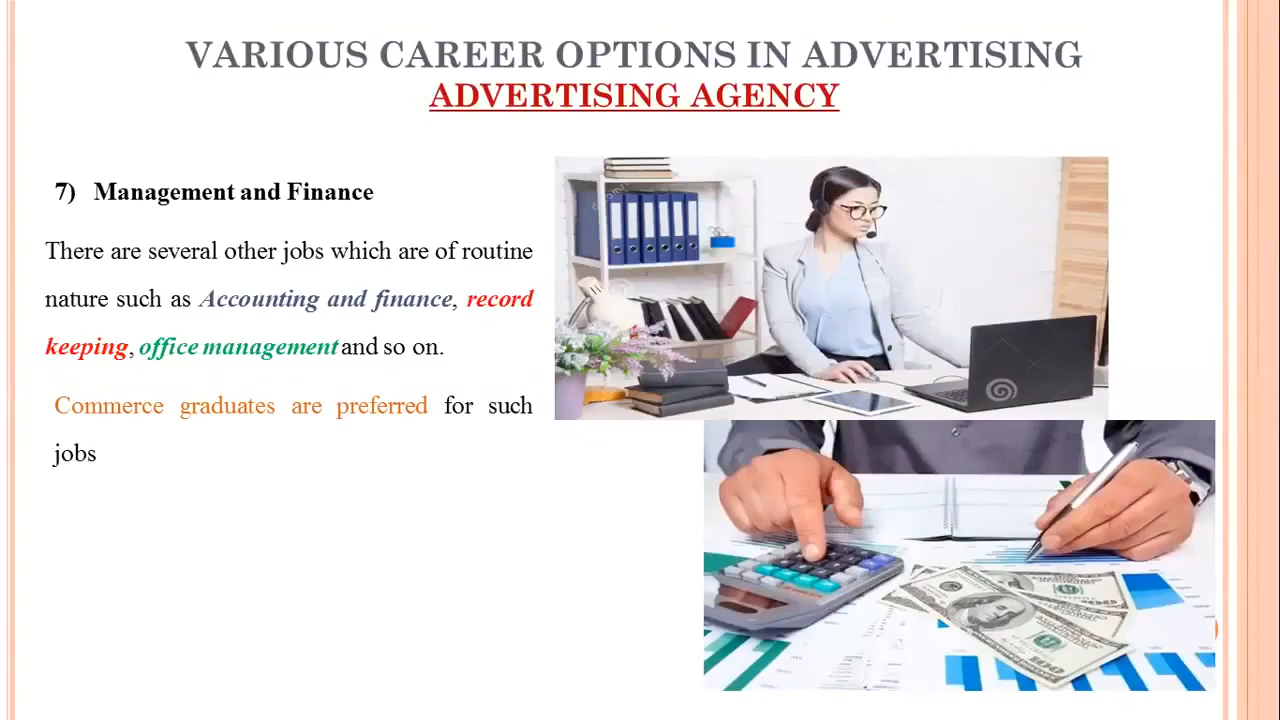 VARIOUS CAREER OPTIONS IN ADVERTISING
ADVERTISING AGENCY
7) Management and Finance
There are several other jobs which are of routine
nature such as Accounting and finance, record
keeping, office management and so on.
Commerce graduates are preferred for such
jobs
100